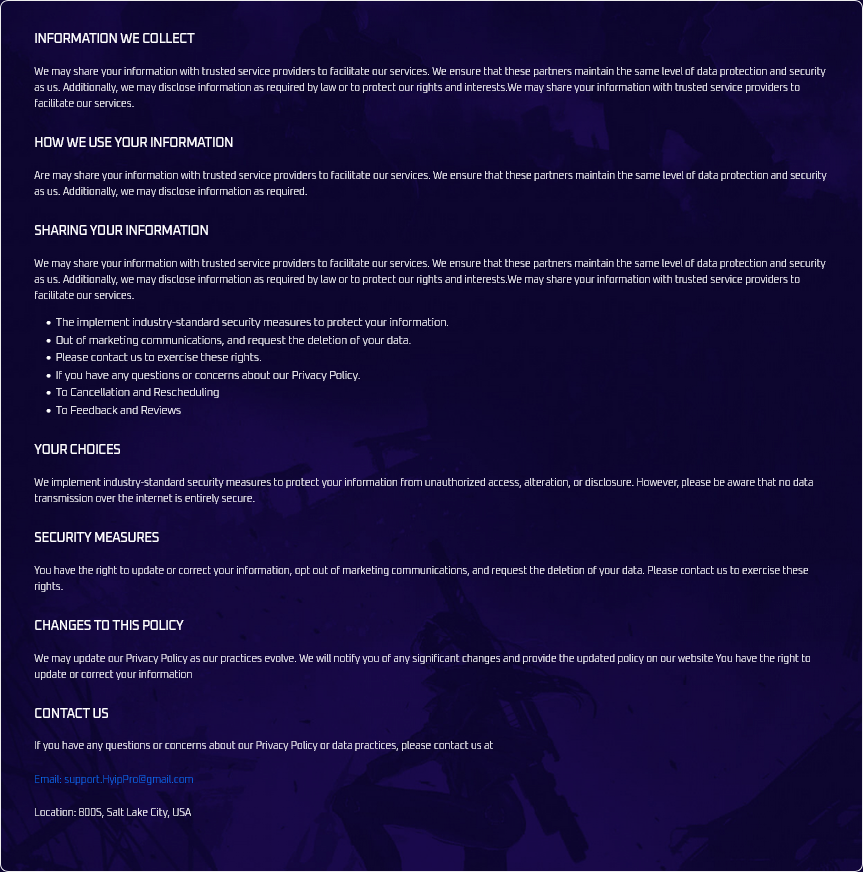 INFORMATION WE COLLECT
We may share your information with trusted service providers to facilitate our services. We ensure that these partners maintain the same level of data protection and security
as us. Additionally, we may disclose information as required by law or to protect our rights and interests.We may share your information with trusted service providers to
facilitate our services.
HOW WE USE YOUR INFORMATION
Are may share your information with trusted service providers to facilitate our services. We ensure that these partners maintain the same level of data protection and security
as us. Additionally, we may disclose information as required.
SHARING YOUR INFORMATION
We may share your information with trusted service providers to facilitate our services. We ensure that these partners maintain the same level of data protection and security
as us. Additionally, we may disclose information as required by law or to protect our rights and interests.We may share your information with trusted service providers to
facilitate our services.
• The implement industry-standard security measures to protect your information.
• Out of marketing communications, and request the deletion of your data.
• Please contact us to exercise these rights.
• If you have any questions or concerns about our Privacy Policy.
• To Cancellation and Rescheduling
• To Feedback and Reviews
YOUR CHOICES
We implement industry-standard security measures to protect your information from unauthorized access, alteration, or disclosure. However, please be aware that no data
transmission over the internet is entirely secure.
SECURITY MEASURES
You have the right to update or correct your information, opt out of marketing communications, and request the deletion of your data. Please contact us to exercise these
rights.
CHANGES TO THIS POLICY
We may update our Privacy Policy as our practices evolve. We will notify you of any significant changes and provide the updated policy on our website You have the right to
update or correct your information
CONTACT US
If you have any questions or concerns about our Privacy Policy or data practices, please contact us at
Email: support.HyipPro@gmail.com
Location: 8005, Salt Lake City, USA